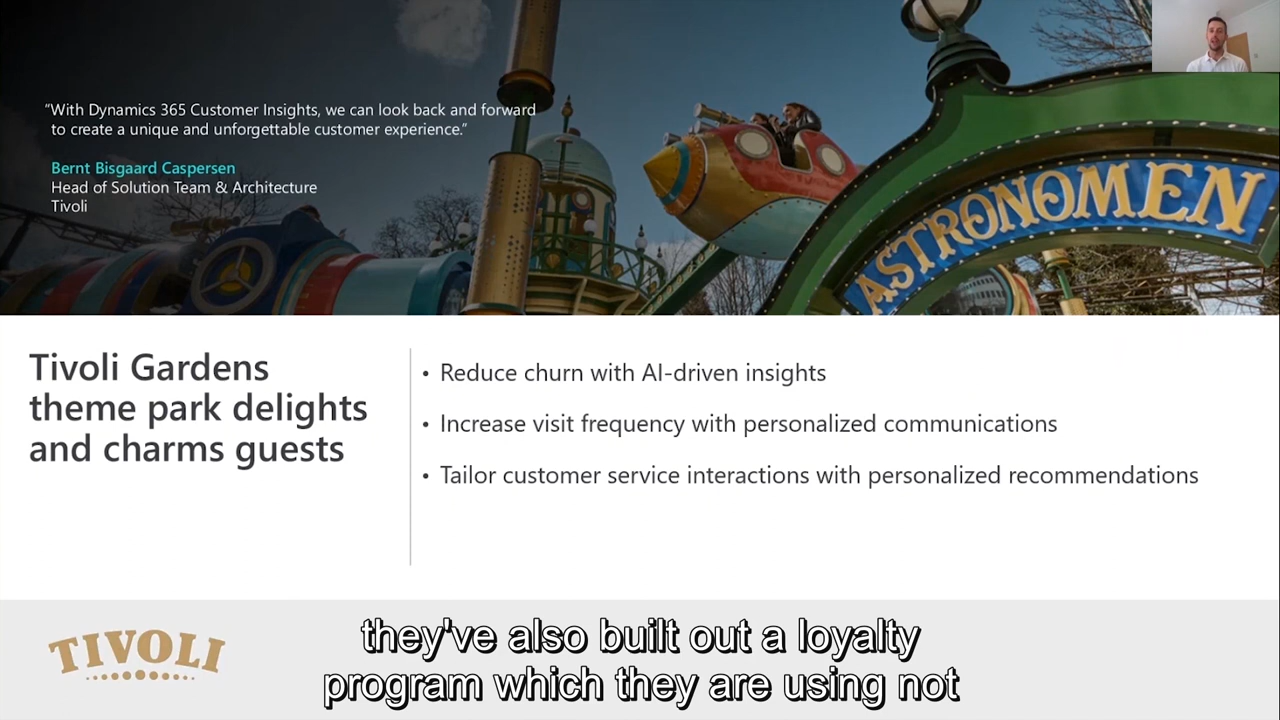 “With Dynamics 365 Customer Insights, we can look back and forward
to create a unique and unforgettable customer experience.”
Bernt Bisgaard Caspersen
Head of Solution Team & Architecture
Tivoli
ASTRONOMEN
Tivoli Gardens
theme park delights
and charms guests
• Reduce churn with AI-driven insights
• Increase visit frequency with personalized communications
• Tailor customer service interactions with personalized recommendations
TIVOLI
they've also built out a loyalty
program which they are using not